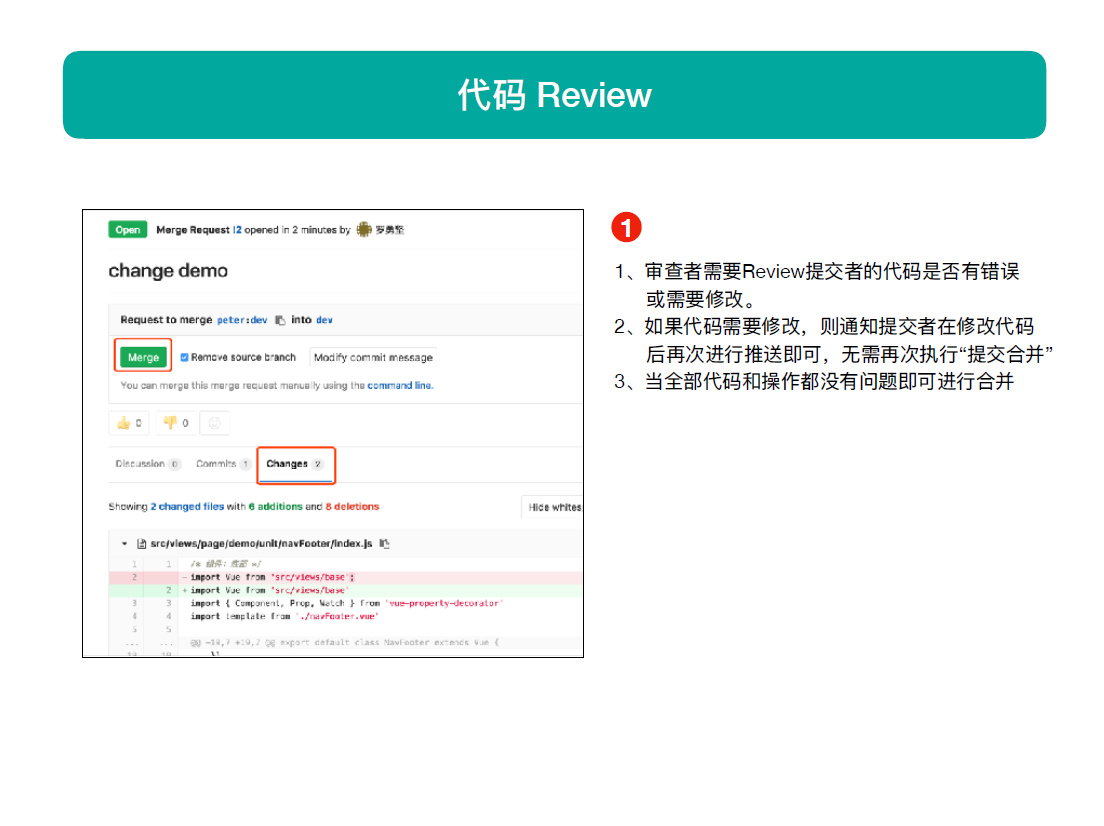 代码 Review
Open Merge Request !2 opened in 2 minutes by 罗勇坚
change demo
Request to merge peter:dev into dev
Merge Remove source branch Modify commit message
You can merge this merge request manually using the command line.
0 0
Discussion 0 Commits 1 Changes 2
Showing 2 changed files with 6 additions and 8 deletions
Hide whites
src/views/page/demo/unit/navFooter/index.js
1 1 /* 组件: 底部 */
2 - import Vue from 'src/views/base';
2 + import Vue from 'src/views/base'
3 3 import { Component, Prop, Watch } from 'vue-property-decorator'
4 4 import template from './navFooter.vue'
5 5
... ... @@ -19,7 +19,7 @@ export default class NavFooter extends Vue {
19 19 }]
1
1、审查者需要Review提交者的代码是否有错误
或需要修改。
2、如果代码需要修改，则通知提交者在修改代码
后再次进行推送即可，无需再次执行“提交合并”
3、当全部代码和操作都没有问题即可进行合并